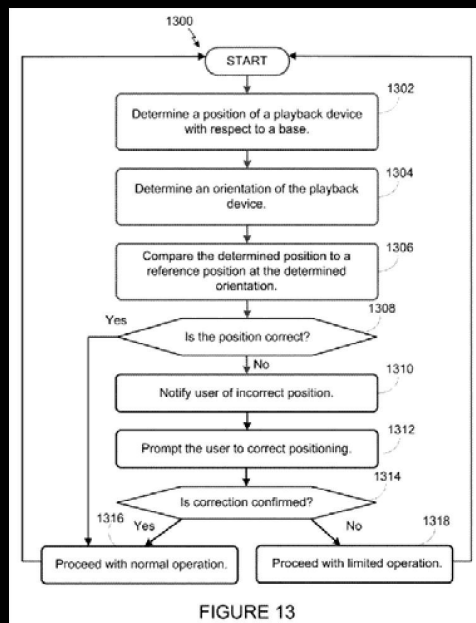 1300
START
1302
Determine a position of a playback device
with respect to a base.
1304
Determine an orientation of the playback
device.
1306
Compare the determined position to a
reference position at the determined
orientation.
1308
Yes
Is the position correct?
No
1310
Notify user of incorrect position.
1312
Prompt the user to correct positioning.
1314
Is correction confirmed?
1316
Yes
No
1318
Proceed with normal operation.
Proceed with limited operation.
FIGURE 13